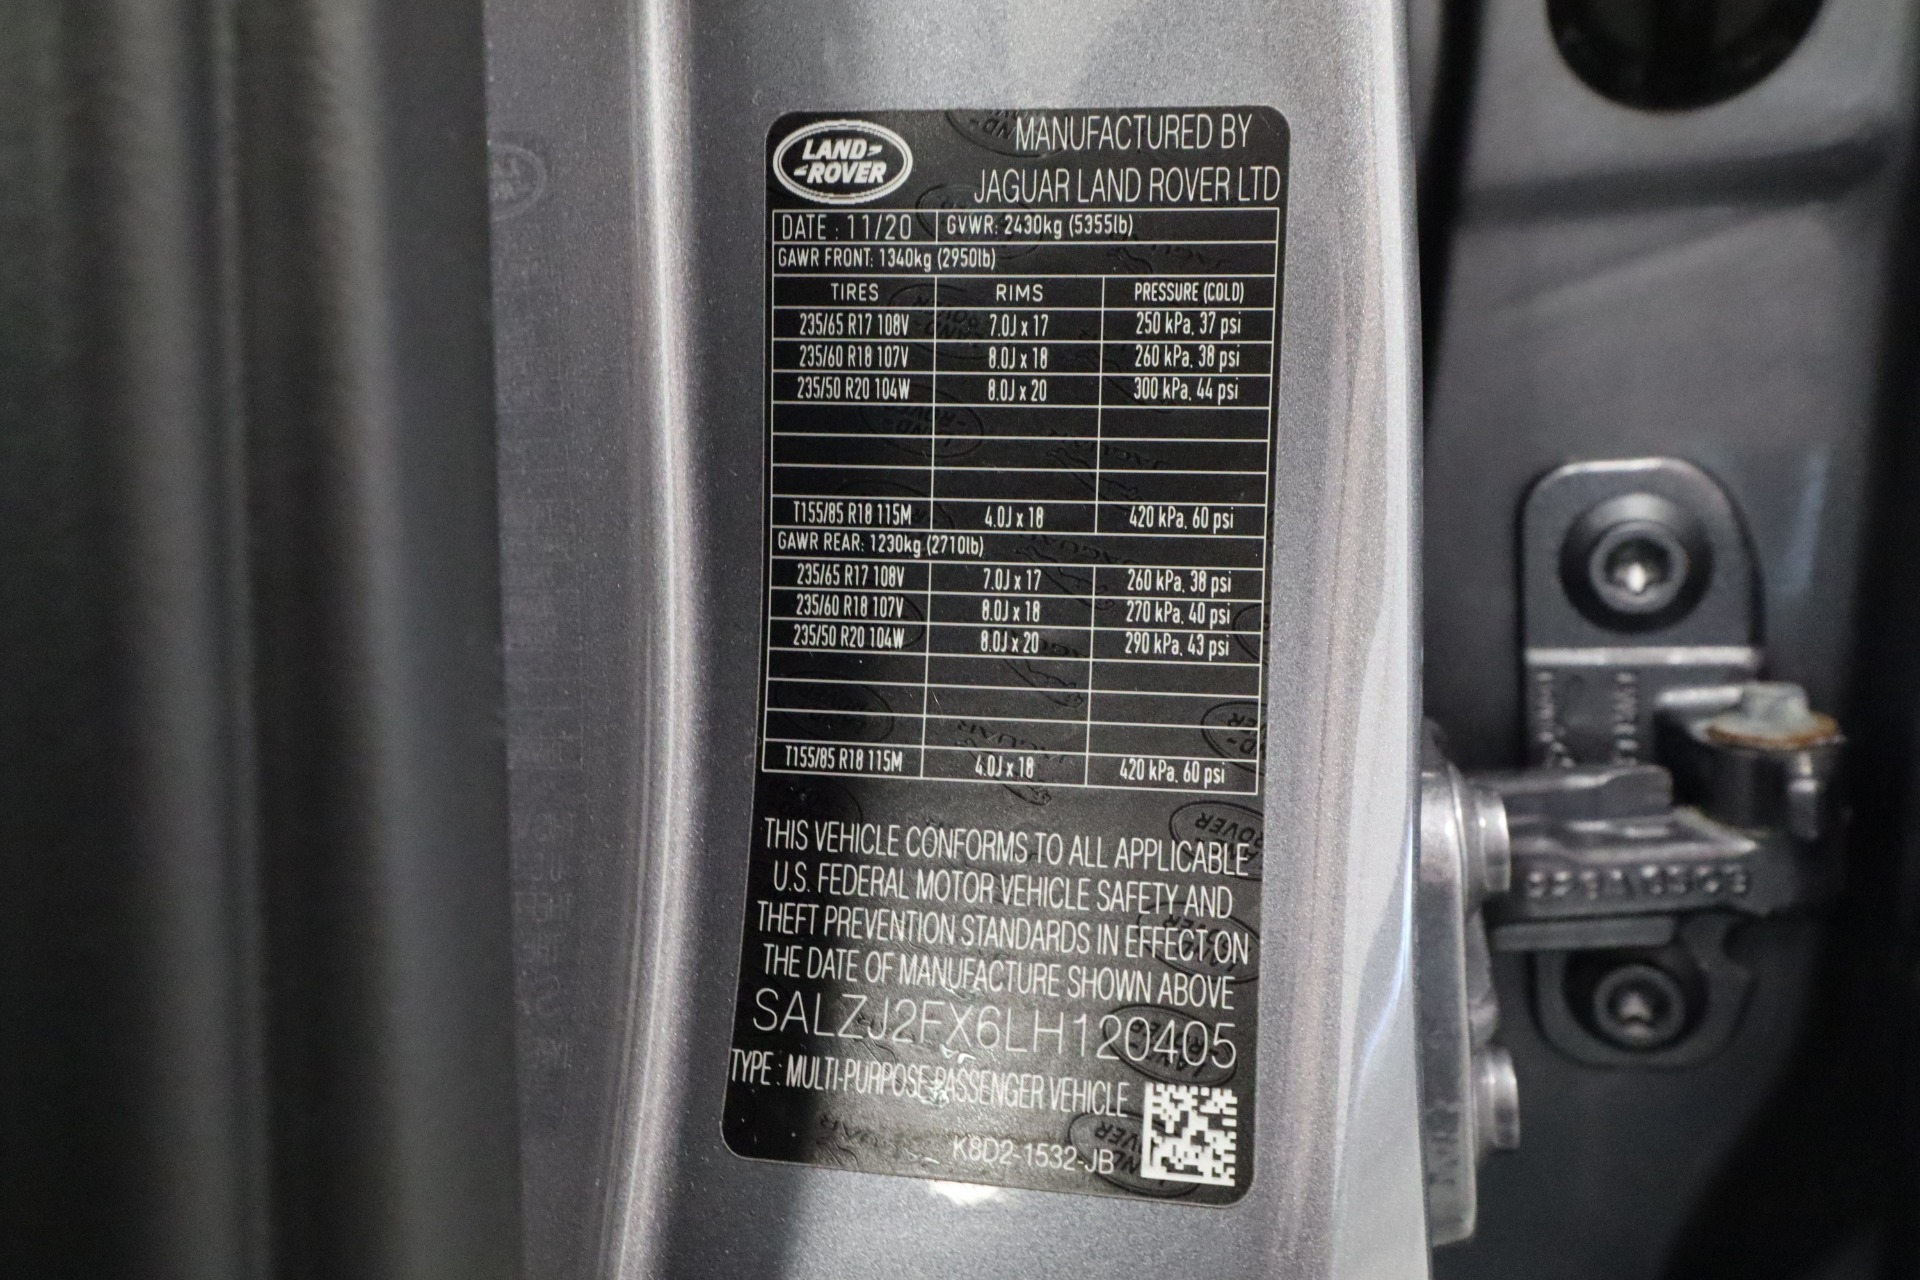 LAND-
-ROVER
MANUFACTURED BY
JAGUAR LAND ROVER LTD
DATE : 11/20 GVWR: 2430kg (5355lb)
GAWR FRONT: 1340kg (2950lb)
TIRES RIMS PRESSURE (COLD)
235/65 R17 108V 7.0J x 17 250 kPa, 37 psi
235/60 R18 107V 8.0J x 18 260 kPa, 38 psi
235/50 R20 104W 8.0J x 20 300 kPa, 44 psi
T155/85 R18 115M 4.0J x 18 420 kPa, 60 psi
GAWR REAR: 1230kg (2710lb)
235/65 R17 108V 7.0J x 17 260 kPa, 38 psi
235/60 R18 107V 8.0J x 18 270 kPa, 40 psi
235/50 R20 104W 8.0J x 20 290 kPa, 43 psi
T155/85 R18 115M 4.0J x 18 420 kPa, 60 psi
THIS VEHICLE CONFORMS TO ALL APPLICABLE
U.S. FEDERAL MOTOR VEHICLE SAFETY AND
THEFT PREVENTION STANDARDS IN EFFECT ON
THE DATE OF MANUFACTURE SHOWN ABOVE
SALZJ2FX6LH120405
TYPE : MULTI-PURPOSE PASSENGER VEHICLE
K8D2-1532-JB